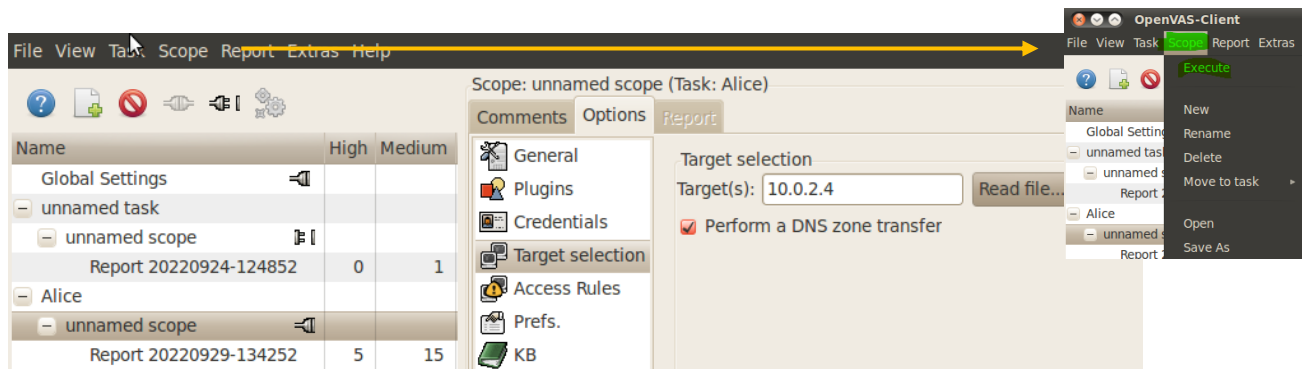 File View Task Scope Report Extras Help
Name High Medium
Global Settings
unnamed task
unnamed scope
Report 20220924-124852 0 1
Alice
unnamed scope
Report 20220929-134252 5 15
Scope: unnamed scope (Task: Alice)
Comments Options Report
General
Plugins
Credentials
Target selection
Access Rules
Prefs.
KB
Target selection
Target(s): 10.0.2.4 Read file...
Perform a DNS zone transfer
OpenVAS-Client
File View Task Scope Report Extras
Name
Global Setting
unnamed tas
unnamed s
Report 2
Alice
unnamed s
Report 2
Execute
New
Rename
Delete
Move to task
Open
Save As